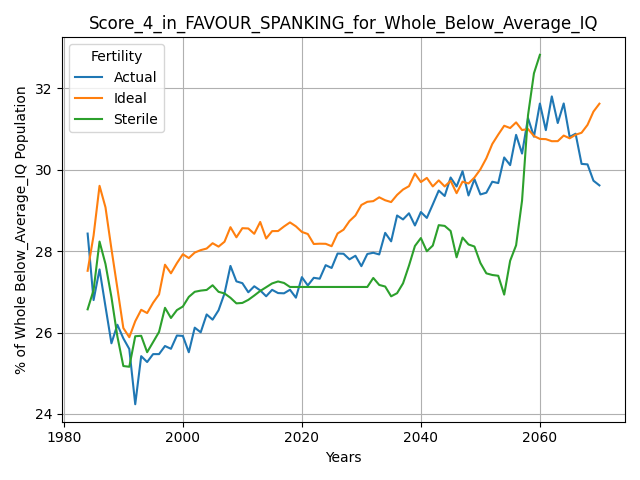 Score_4_in_FAVOUR_SPANKING_for_Whole_Below_Average_IQ
Fertility
Actual
Ideal
Sterile
% of Whole Below_Average_IQ Population
32
30
28
26
24
1980
2000
2020
2040
2060
Years